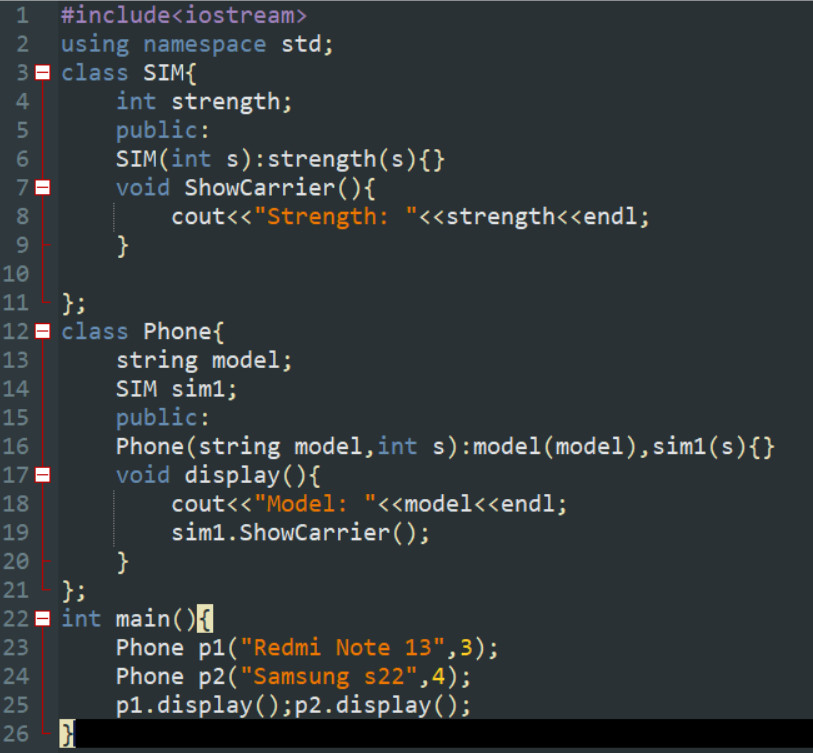 1 #include<iostream>
2 using namespace std;
3 class SIM{
4 int strength;
5 public:
6 SIM(int s):strength(s){}
7 void ShowCarrier(){
8 cout<<"Strength: "<<strength<<endl;
9 }
10
11 };
12 class Phone{
13 string model;
14 SIM sim1;
15 public:
16 Phone(string model,int s):model(model),sim1(s){}
17 void display(){
18 cout<<"Model: "<<model<<endl;
19 sim1.ShowCarrier();
20 }
21 };
22 int main(){
23 Phone p1("Redmi Note 13",3);
24 Phone p2("Samsung s22",4);
25 p1.display();p2.display();
26 }